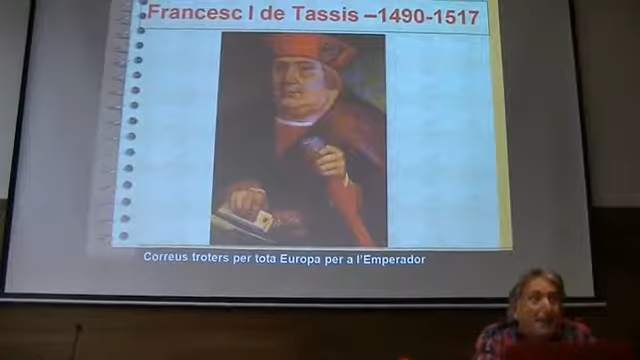 Francesc I de Tassis –1490-1517
Correus troters per tota Europa per a l'Emperador